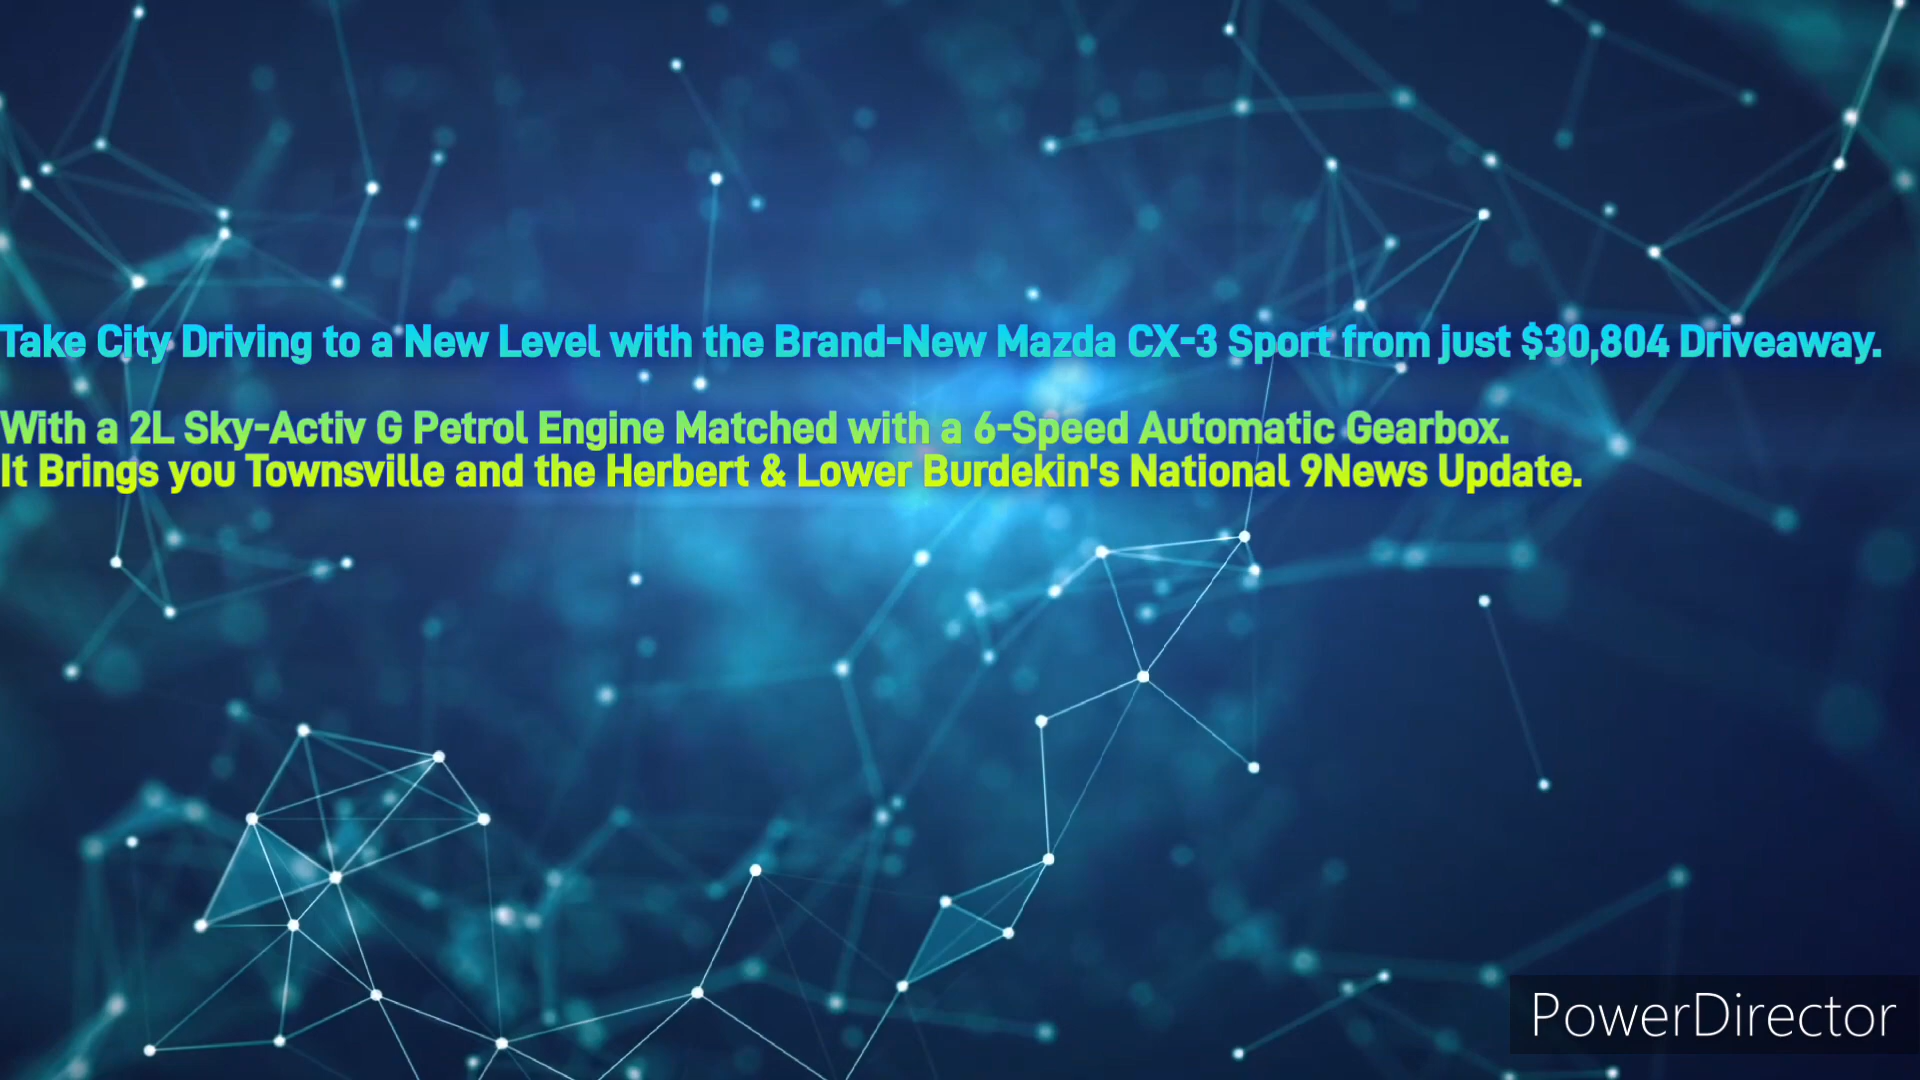 Take City Driving to a New Level with the Brand-New Mazda CX-3 Sport from just $30,804 Driveaway.
With a 2L Sky-Activ G Petrol Engine Matched with a 6-Speed Automatic Gearbox.
It Brings you Townsville and the Herbert & Lower Burdekin's National 9News Update.
PowerDirector